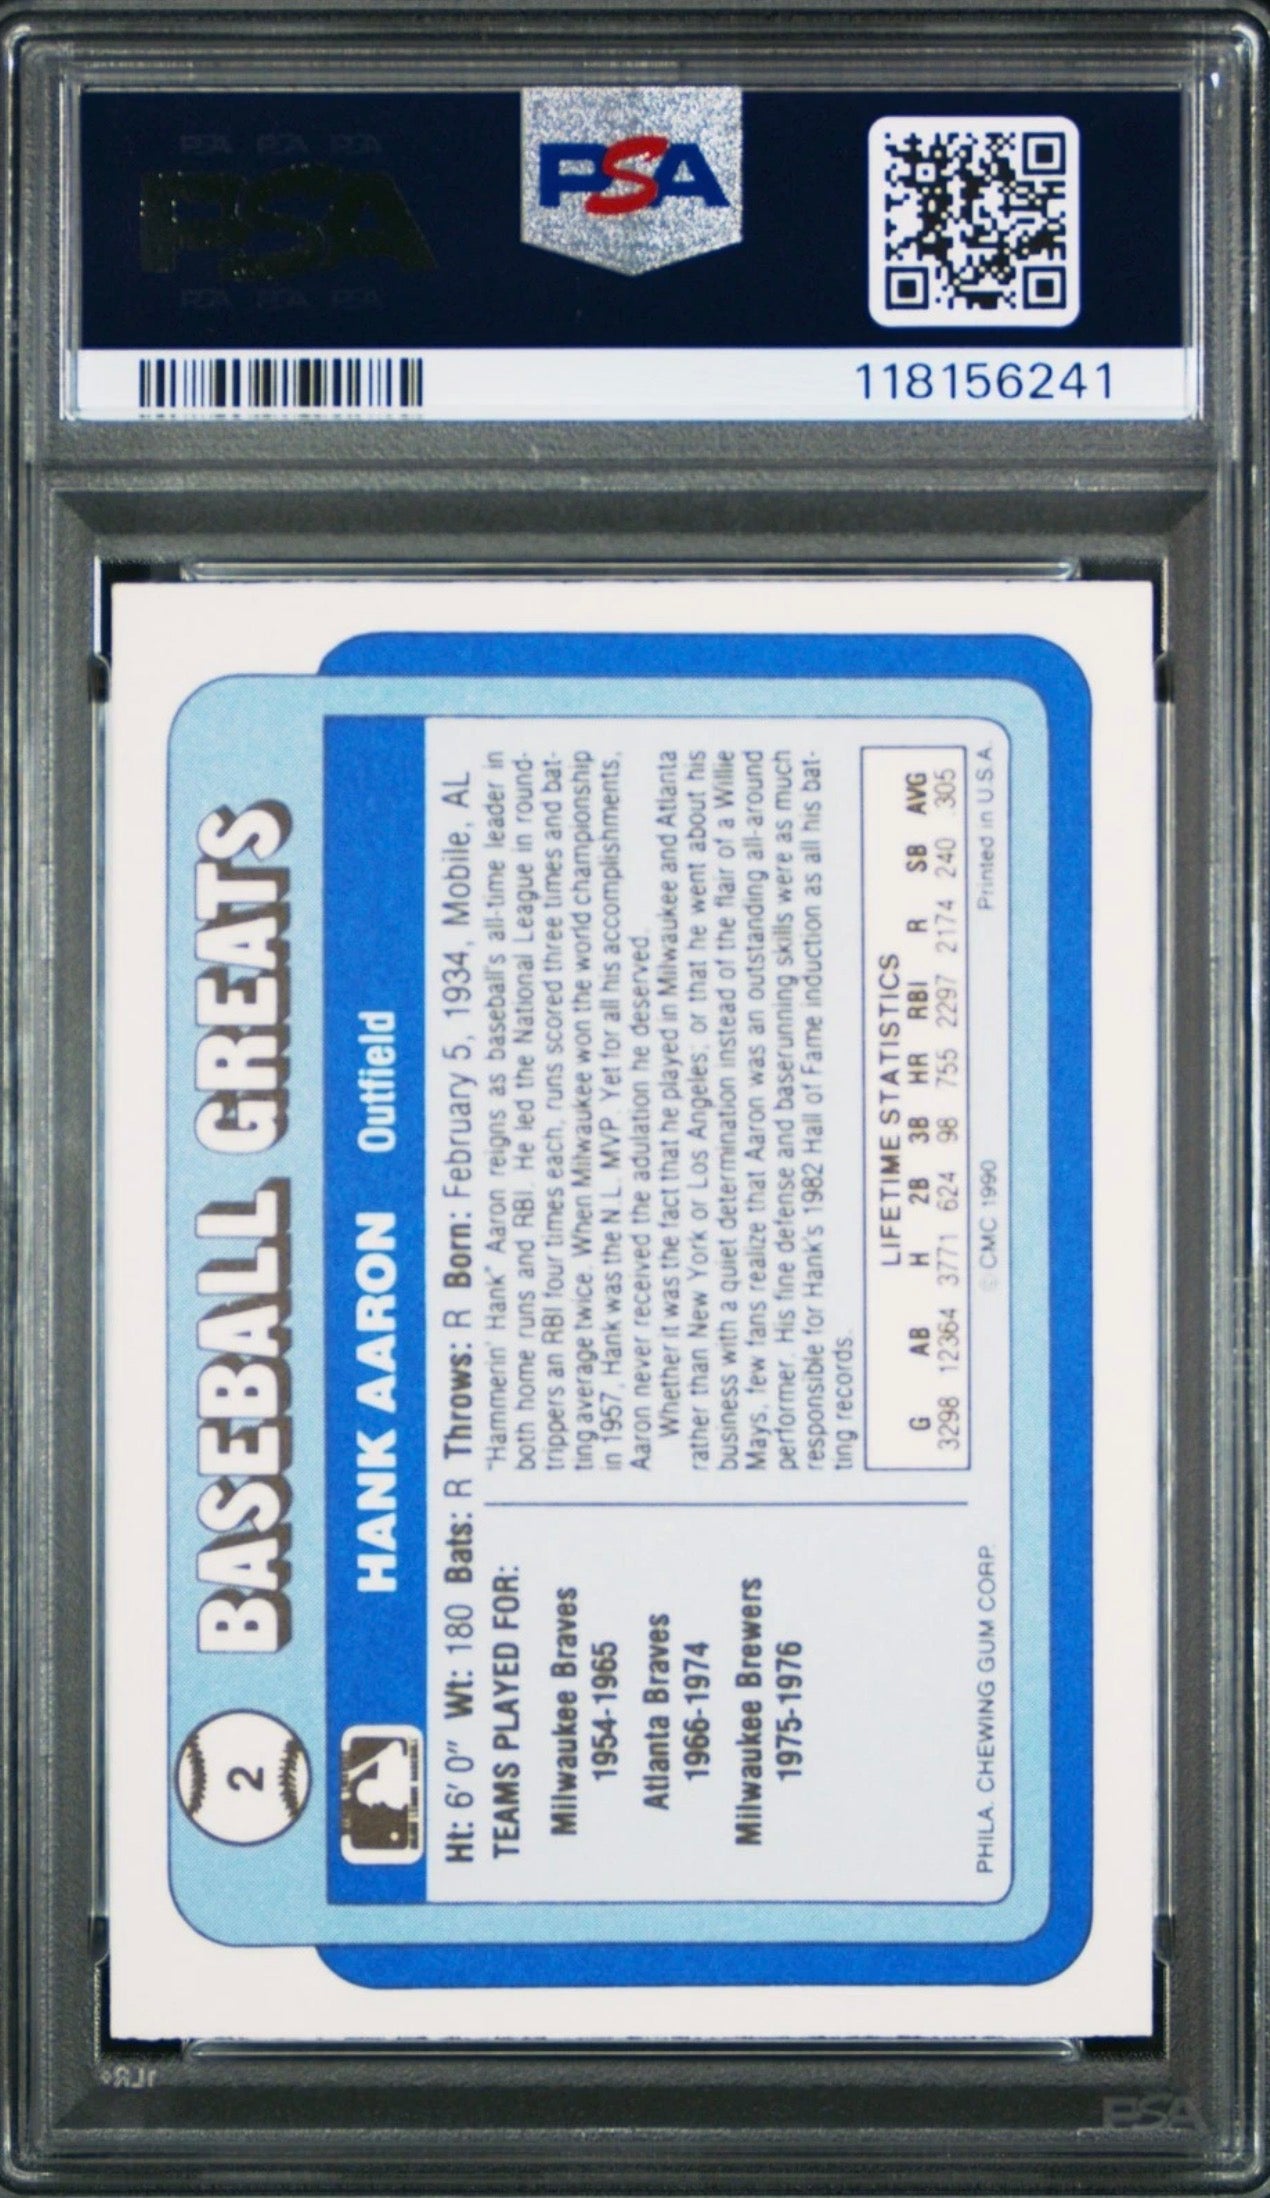 PSA PSA PSA
PSA
PSA PSA PSA
PSA
118156241
2
BASEBALL GREATS
HANK AARON Outfield
Ht: 6' 0" Wt: 180 Bats: R Throws: R Born: February 5, 1934, Mobile, AL
TEAMS PLAYED FOR:
Milwaukee Braves
1954-1965
Atlanta Braves
1966-1974
Milwaukee Brewers
1975-1976
"Hammerin' Hank" Aaron reigns as baseball's all-time leader in
both home runs and RBI. He led the National League in round-
trippers an RBI four times each, runs scored three times and bat-
ting average twice. When Milwaukee won the world championship
in 1957, Hank was the N.L. MVP. Yet for all his accomplishments,
Aaron never received the adulation he deserved.
Whether it was the fact that he played in Milwaukee and Atlanta
rather than New York or Los Angeles; or that he went about his
business with a quiet determination instead of the flair of a Willie
Mays, few fans realize that Aaron was an outstanding all-around
performer. His fine defense and baserunning skills were as much
responsible for Hank's 1982 Hall of Fame induction as all his bat-
ting records.
LIFETIME STATISTICS
G AB H 2B 3B HR RBI R SB AVG
3298 12364 3771 624 98 755 2297 2174 240 .305
PHILA. CHEWING GUM CORP. © CMC 1990 Printed in U.S.A.
PSA